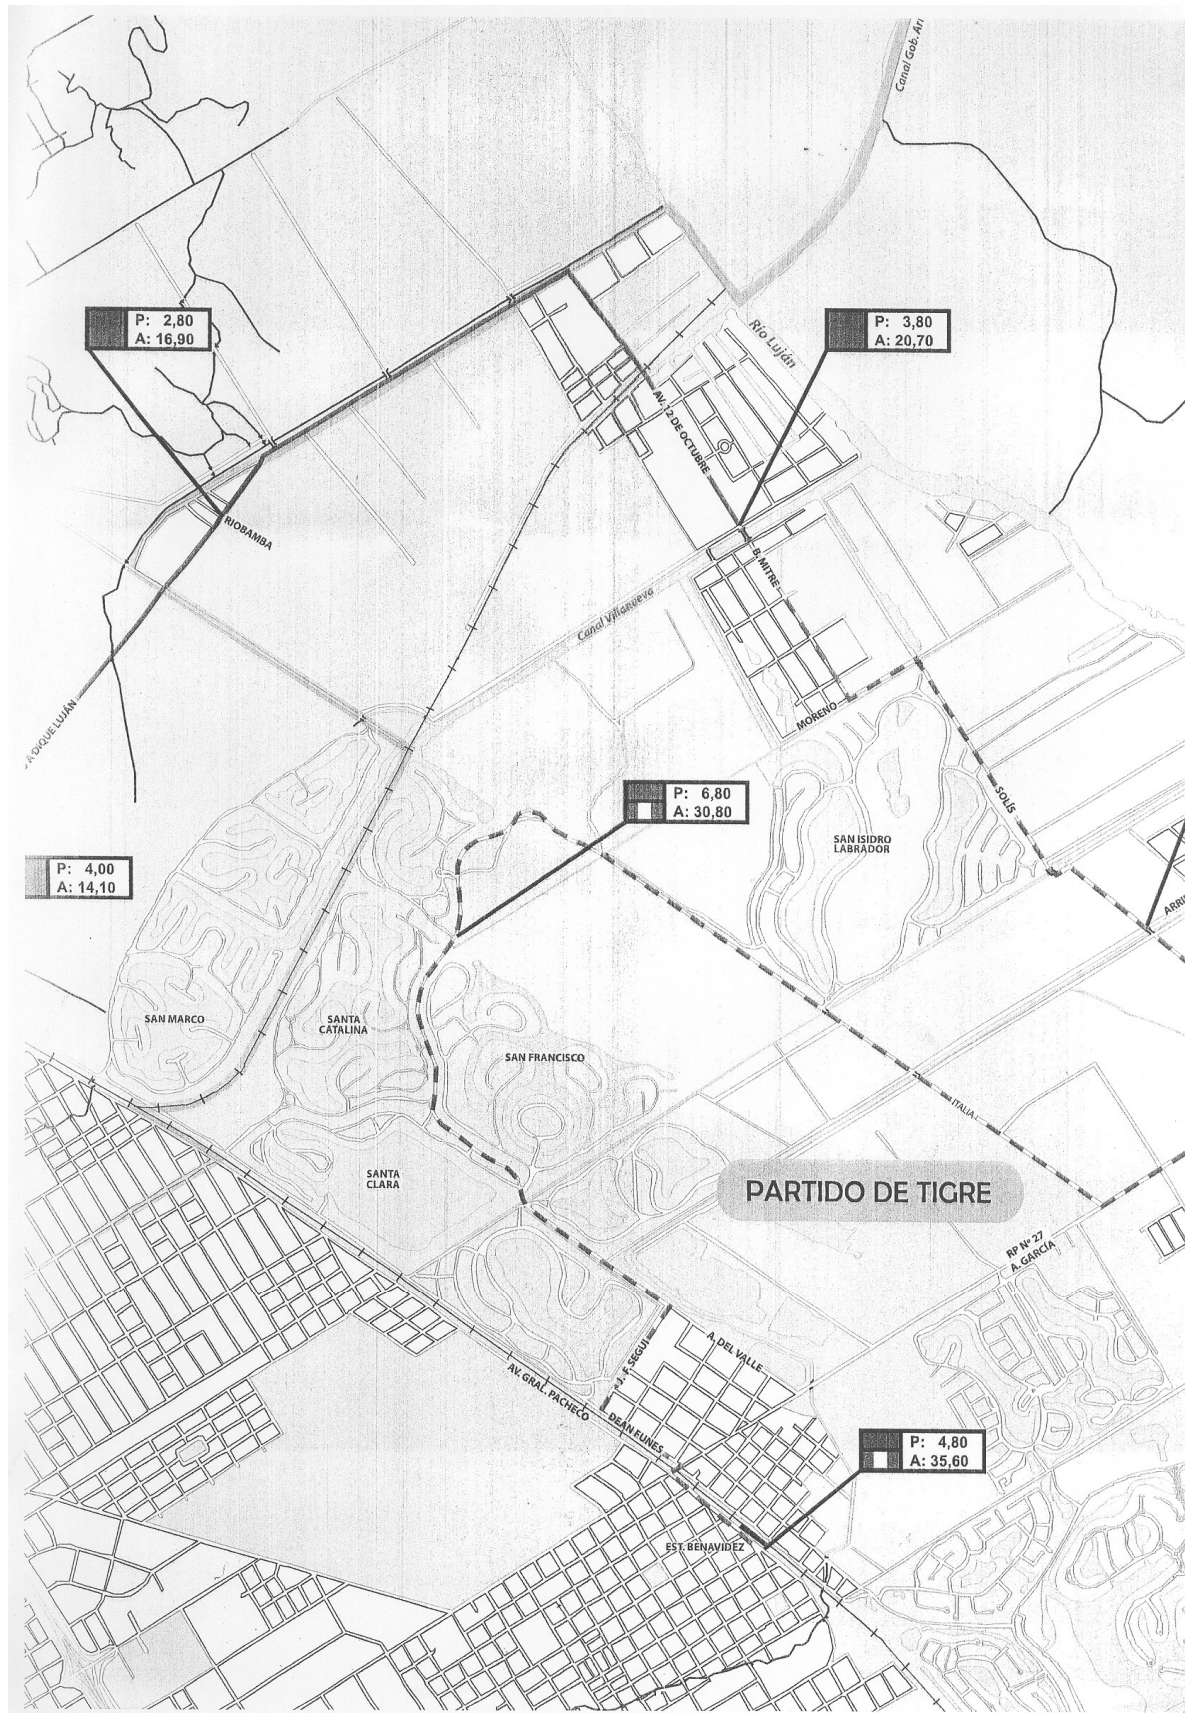 Canal Gob. Ari
P: 2,80
A: 16,90
P: 3,80
A: 20,70
Río Luján
AV. 12 DE OCTUBRE
RIOBAMBA
B. MITRE
Canal Villanueva
A DIQUE LUJÁN
MORENO
SOLÍS
P: 6,80
A: 30,80
SAN ISIDRO
LABRADOR
P: 4,00
A: 14,10
ARRI
SAN MARCO
SANTA
CATALINA
SAN FRANCISCO
ITALIA
SANTA
CLARA
PARTIDO DE TIGRE
RP Nº 27
A. GARCÍA
J. F. SEGUI
A. DEL VALLE
AV. GRAL. PACHECO
DEAN FUNES
P: 4,80
A: 35,60
EST. BENAVIDEZ